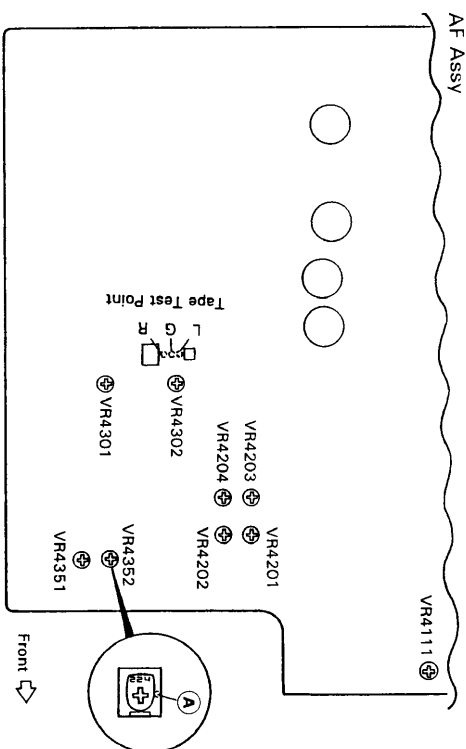 AF Assy
Tape Test Point
L
G
R
VR4301
VR4302
VR4203
VR4204
VR4201
VR4202
VR4351
VR4352
VR4111
A
Front